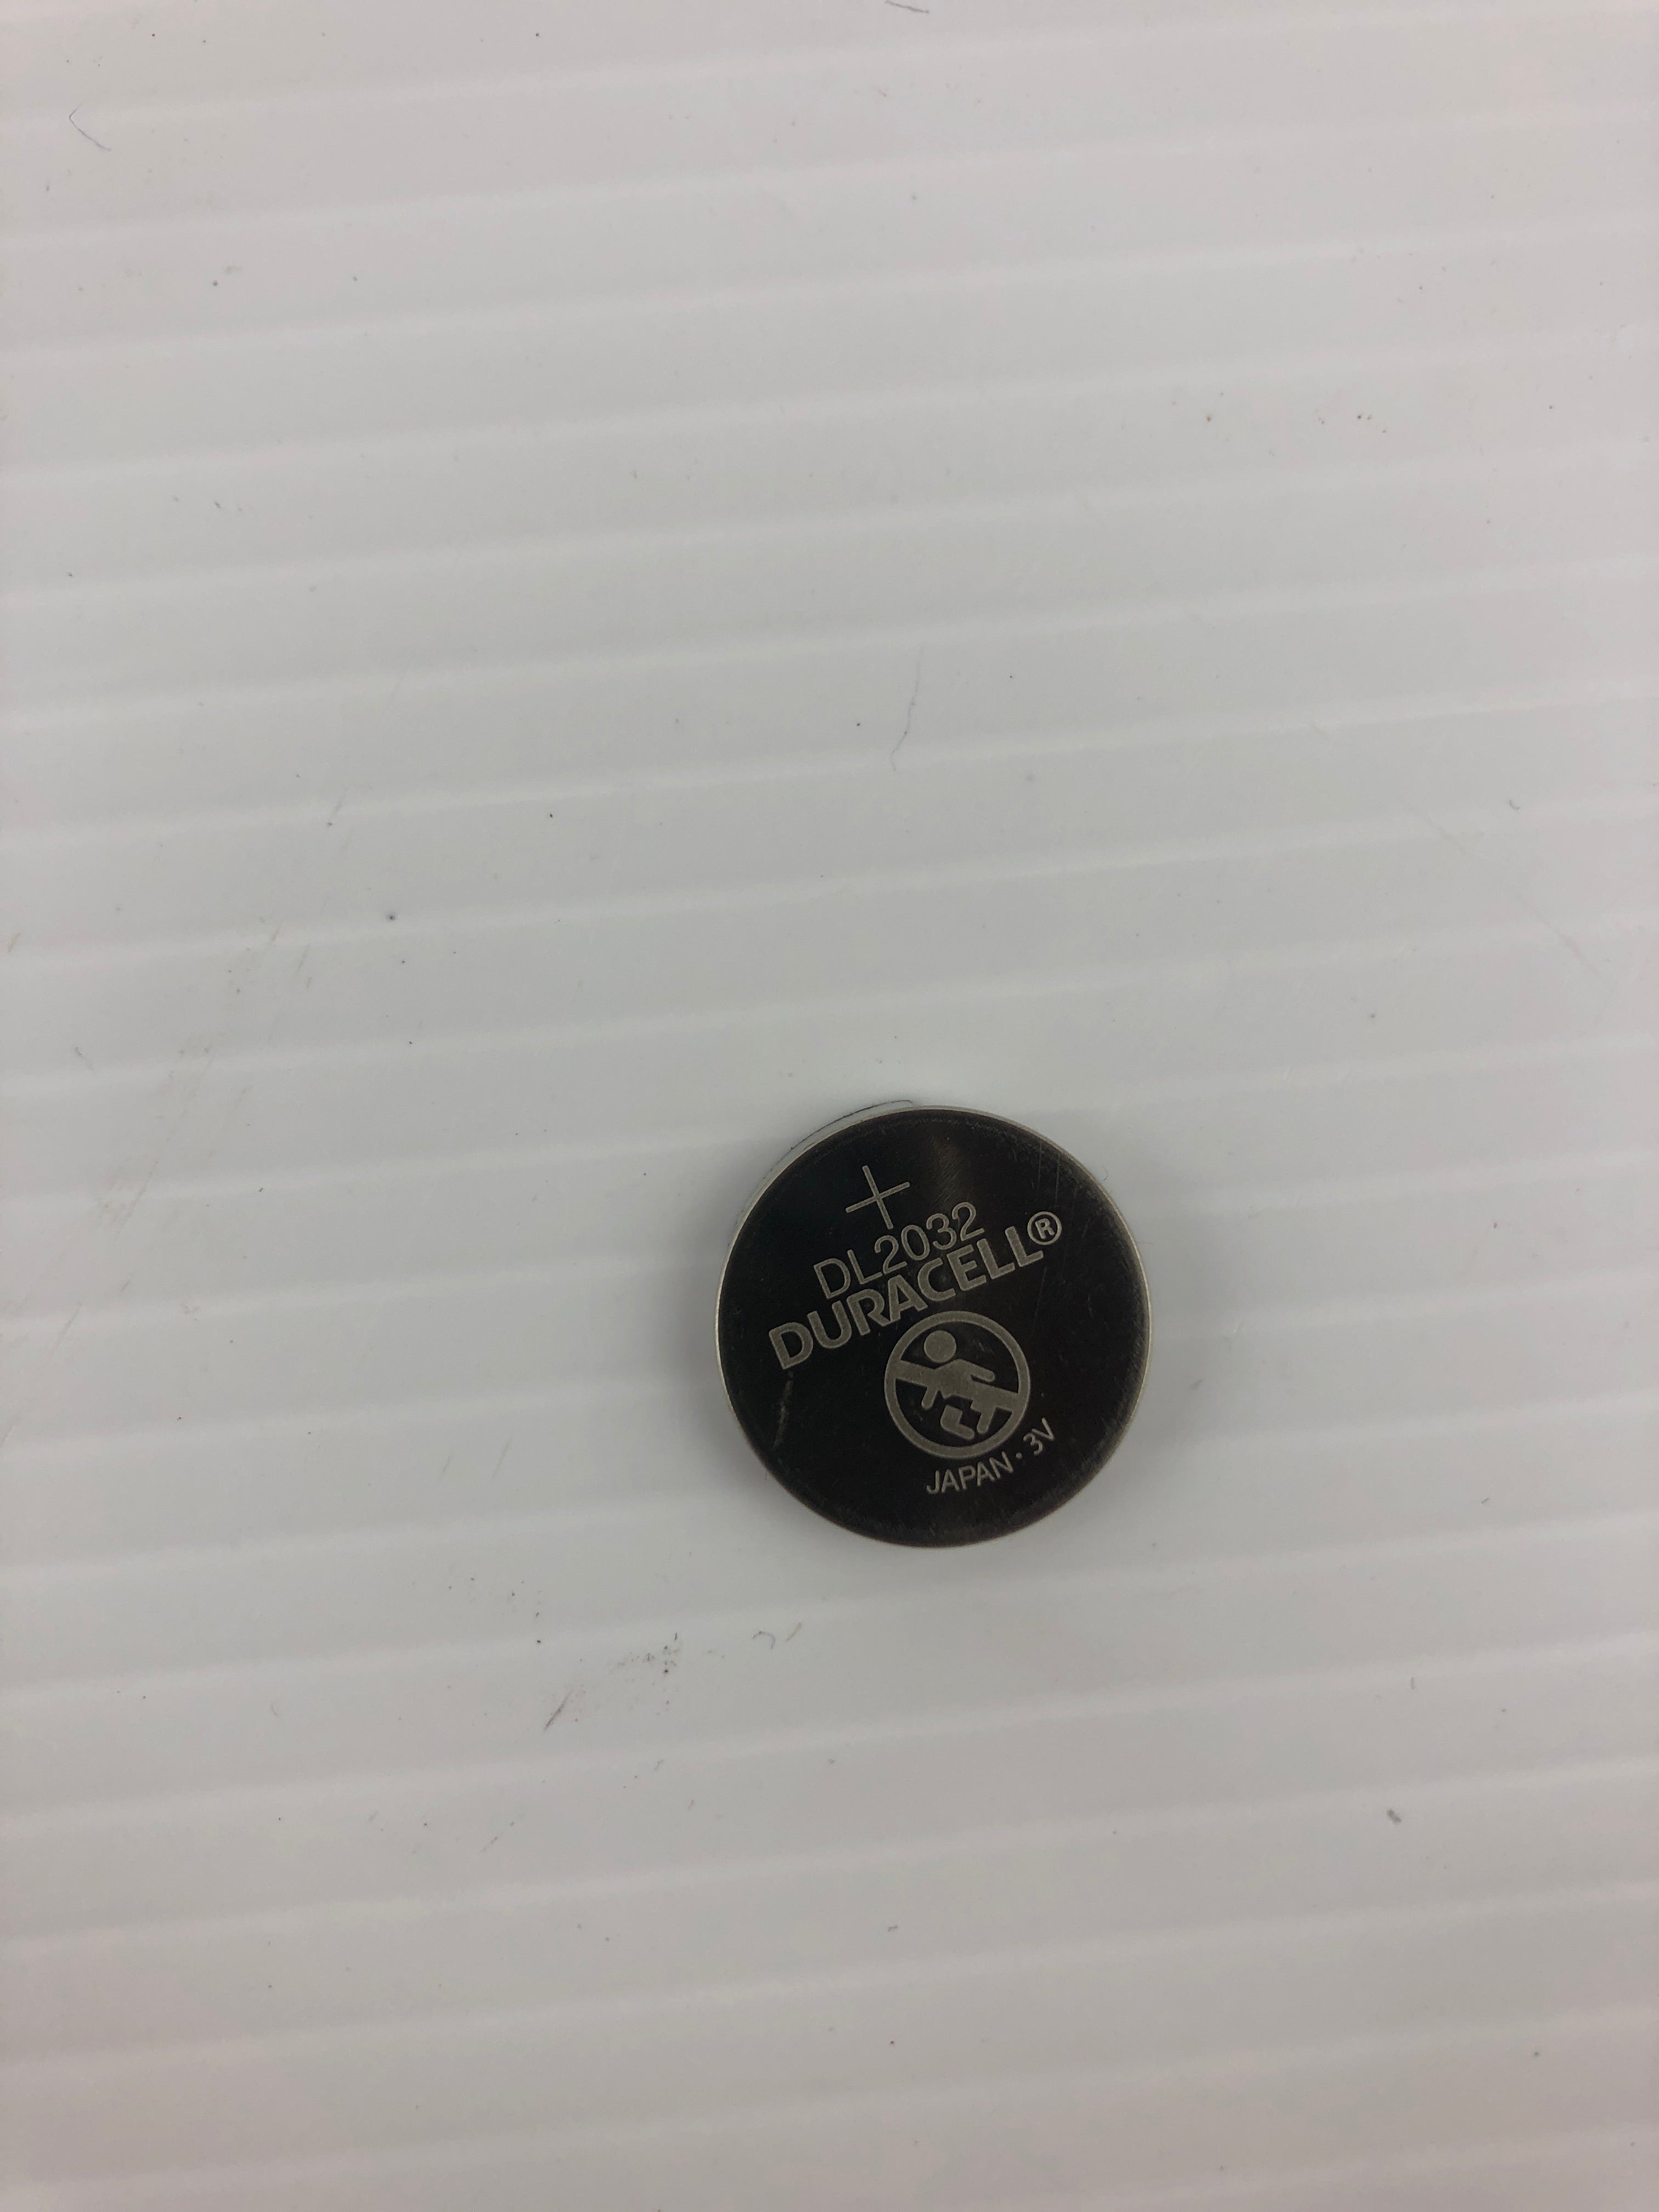 +
DL2032
DURACELL®
JAPAN · 3V